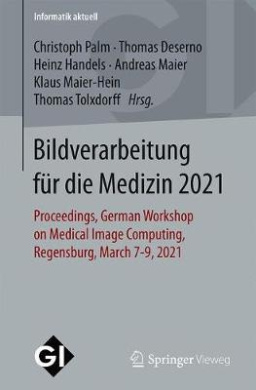 Informatik aktuell
Christoph Palm · Thomas Deserno
Heinz Handels · Andreas Maier
Klaus Maier-Hein
Thomas Tolxdorff Hrsg.
Bildverarbeitung
für die Medizin 2021
Proceedings, German Workshop
on Medical Image Computing,
Regensburg, March 7-9, 2021
GI
Springer Vieweg